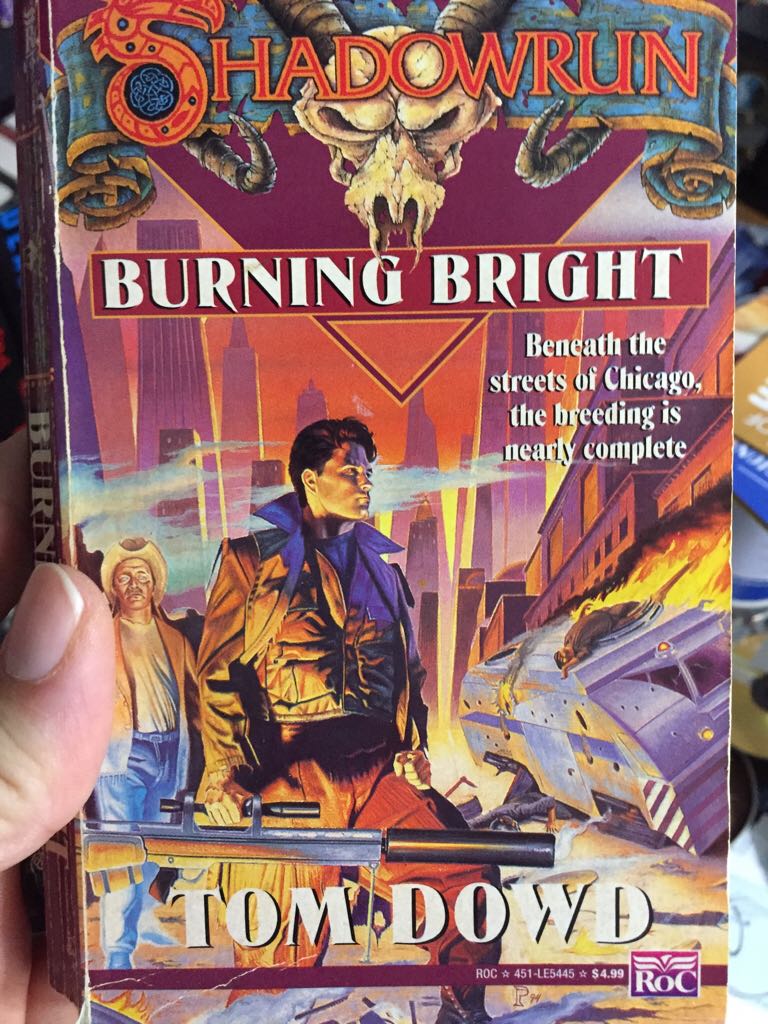 SHADOWRUN
BURNING BRIGHT
Beneath the
streets of Chicago,
the breeding is
nearly complete
BURN
TOM DOWD
ROC ☆ 451-LE5445 ☆ $4.99
ROC